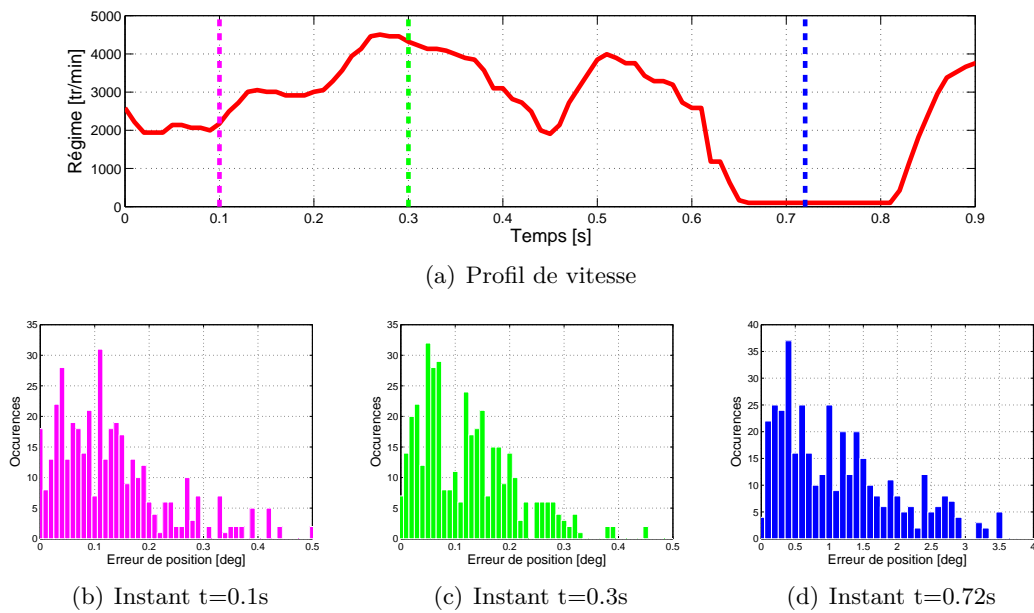 5000
4000
3000
2000
1000
0
Régime [tr/min]
0 0.1 0.2 0.3 0.4 0.5 0.6 0.7 0.8 0.9
Temps [s]
(a) Profil de vitesse
35
30
25
20
15
10
5
0
Occurences
0 0.1 0.2 0.3 0.4 0.5
Erreur de position [deg]
(b) Instant t=0.1s
35
30
25
20
15
10
5
0
Occurences
0 0.1 0.2 0.3 0.4 0.5
Erreur de position [deg]
(c) Instant t=0.3s
40
35
30
25
20
15
10
5
0
Occurences
0 0.5 1 1.5 2 2.5 3 3.5 4
Erreur de position [deg]
(d) Instant t=0.72s